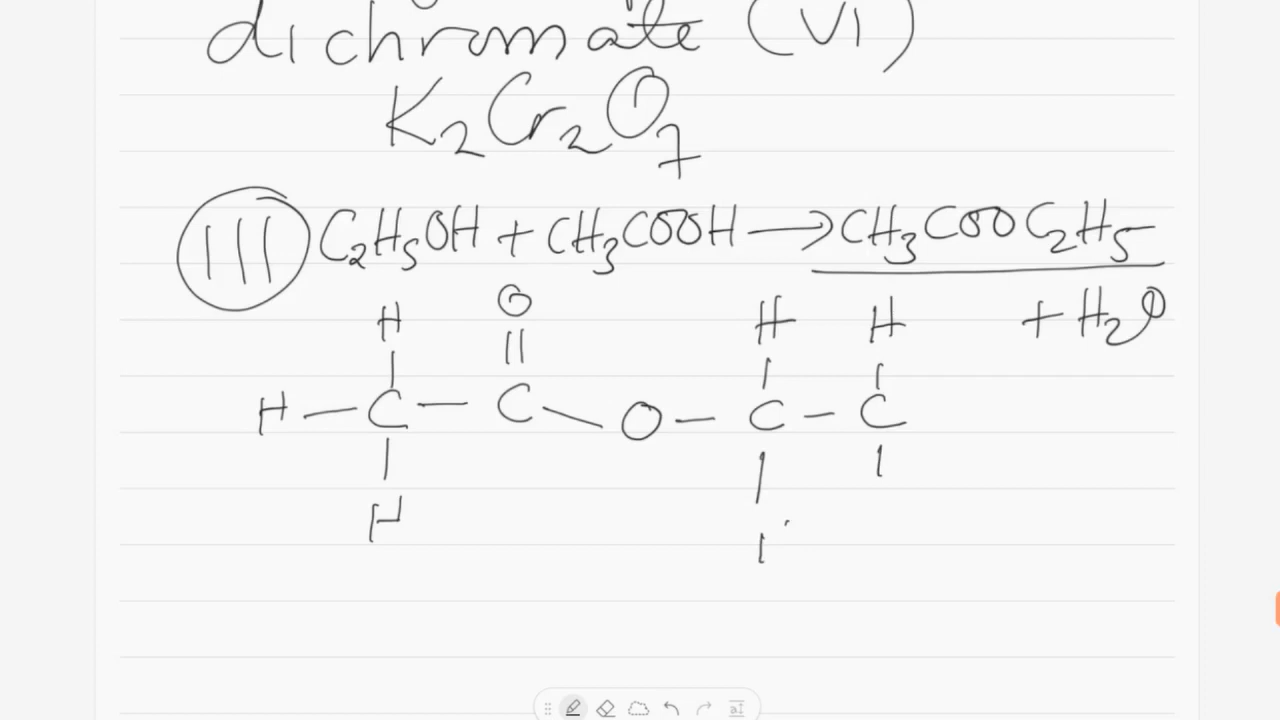 dichromate (VI)
K₂Cr₂O₇
III C₂H₅OH + CH₃COOH ⟶ CH₃COOC₂H₅
+ H₂O
H O H H
| || | |
H — C — C \ O — C — C
| | |
H